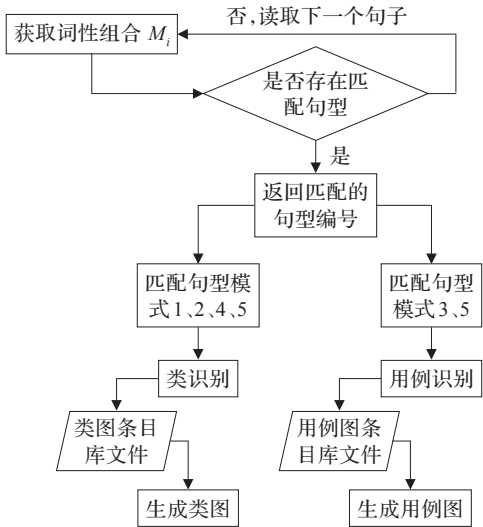 否,读取下一个句子
获取词性组合 Mi
是否存在匹
配句型
是
返回匹配的
句型编号
匹配句型模
式1、2、4、5
匹配句型
模式3、5
类识别
用例识别
类图条目
库文件
用例图条
目库文件
生成类图
生成用例图